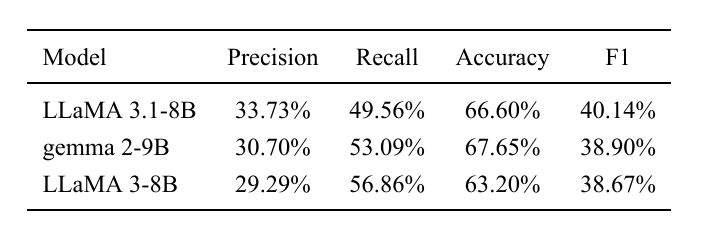 Model Precision Recall Accuracy F1
LLaMA 3.1-8B 33.73% 49.56% 66.60% 40.14%
gemma 2-9B 30.70% 53.09% 67.65% 38.90%
LLaMA 3-8B 29.29% 56.86% 63.20% 38.67%